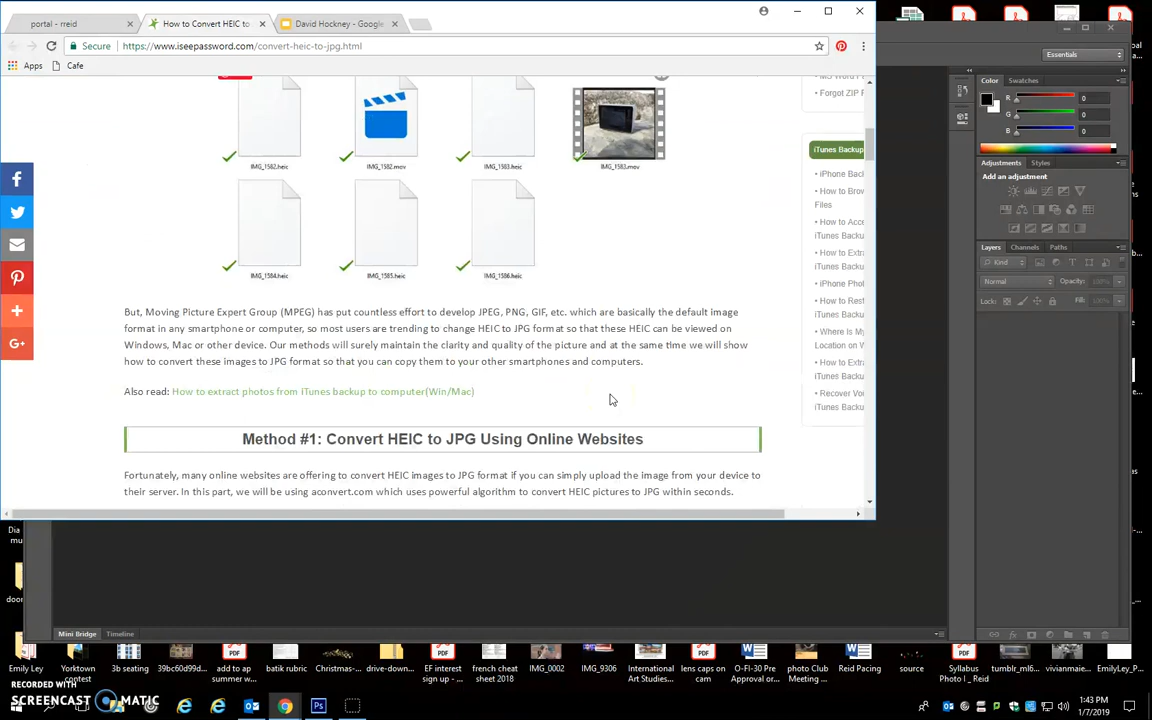 portal - rreid
How to Convert HEIC to
David Hockney - Google
Secure
https://www.iseepassword.com/convert-heic-to-jpg.html
Apps
Cafe
Essentials
Color
Swatches
R
0
G
0
B
0
Adjustments
Styles
Add an adjustment
Layers
Channels
Paths
Kind
Normal
Opacity:
100%
Lock:
Fill:
100%
MS Word P
Forgot ZIP F
iTunes Backup
iPhone Back
How to Brow
Files
How to Acce
iTunes Backu
How to Extra
iTunes Backu
iPhone Phot
How to Rest
iTunes Backu
Where Is My
Location on W
How to Extra
iTunes Backu
Recover You
iTunes Backu
IMG_1582.heic
IMG_1582.mov
IMG_1583.heic
IMG_1583.mov
IMG_1584.heic
IMG_1585.heic
IMG_1586.heic
But, Moving Picture Expert Group (MPEG) has put countless effort to develop JPEG, PNG, GIF, etc. which are basically the default image
format in any smartphone or computer, so most users are trending to change HEIC to JPG format so that these HEIC can be viewed on
Windows, Mac or other device. Our methods will surely maintain the clarity and quality of the picture and at the same time we will show
how to convert these images to JPG format so that you can copy them to your other smartphones and computers.
Also read: How to extract photos from iTunes backup to computer(Win/Mac)
Method #1: Convert HEIC to JPG Using Online Websites
Fortunately, many online websites are offering to convert HEIC images to JPG format if you can simply upload the image from your device to
their server. In this part, we will be using aconvert.com which uses powerful algorithm to convert HEIC pictures to JPG within seconds.
Mini Bridge
Timeline
Emily Ley
Yorktown
contest
3b seating
39bc60d99d...
add to ap
summer w...
batik rubric
Christmas-...
drive-down...
EF interest
sign up -...
french cheat
sheet 2018
IMG_0002
IMG_9306
International
Art Studies...
lens caps on
cam
O-FI-30 Pre
Approval or...
photo Club
Meeting ...
Reid Pacing
source
Syllabus
Photo I _ Reid
tumblr_ml6...
vivianmaie...
EmilyLey_P...
RECORDED WITH
SCREENCAST MATIC
1:43 PM
1/7/2019